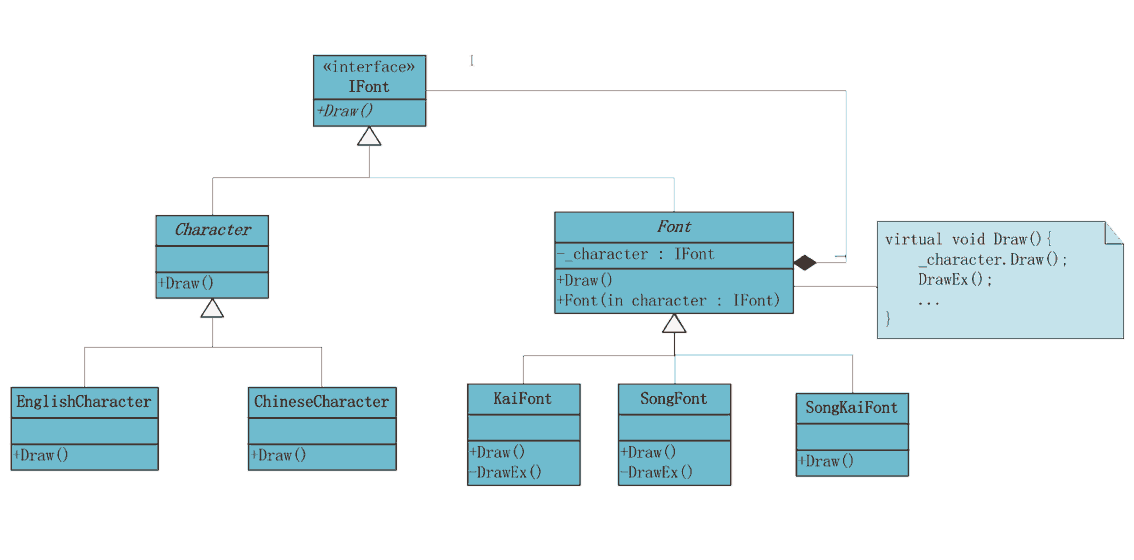 «interface»
IFont
+Draw()
Character
+Draw()
Font
-_character : IFont
+Draw()
+Font(in character : IFont)
virtual void Draw(){
_character.Draw();
DrawEx();
...
}
EnglishCharacter
+Draw()
ChineseCharacter
+Draw()
KaiFont
+Draw()
-DrawEx()
SongFont
+Draw()
-DrawEx()
SongKaiFont
+Draw()